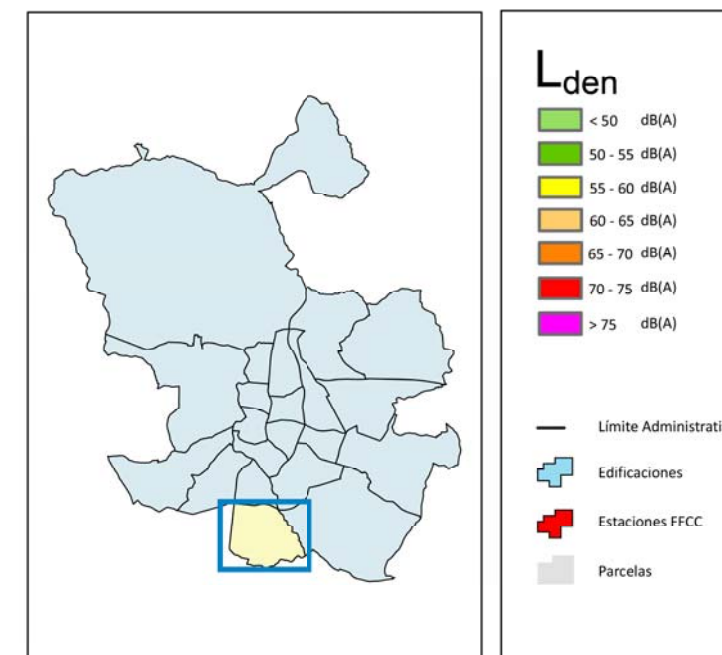 Lden
< 50 dB(A)
50 - 55 dB(A)
55 - 60 dB(A)
60 - 65 dB(A)
65 - 70 dB(A)
70 - 75 dB(A)
> 75 dB(A)
Límite Administrati
Edificaciones
Estaciones FFCC
Parcelas